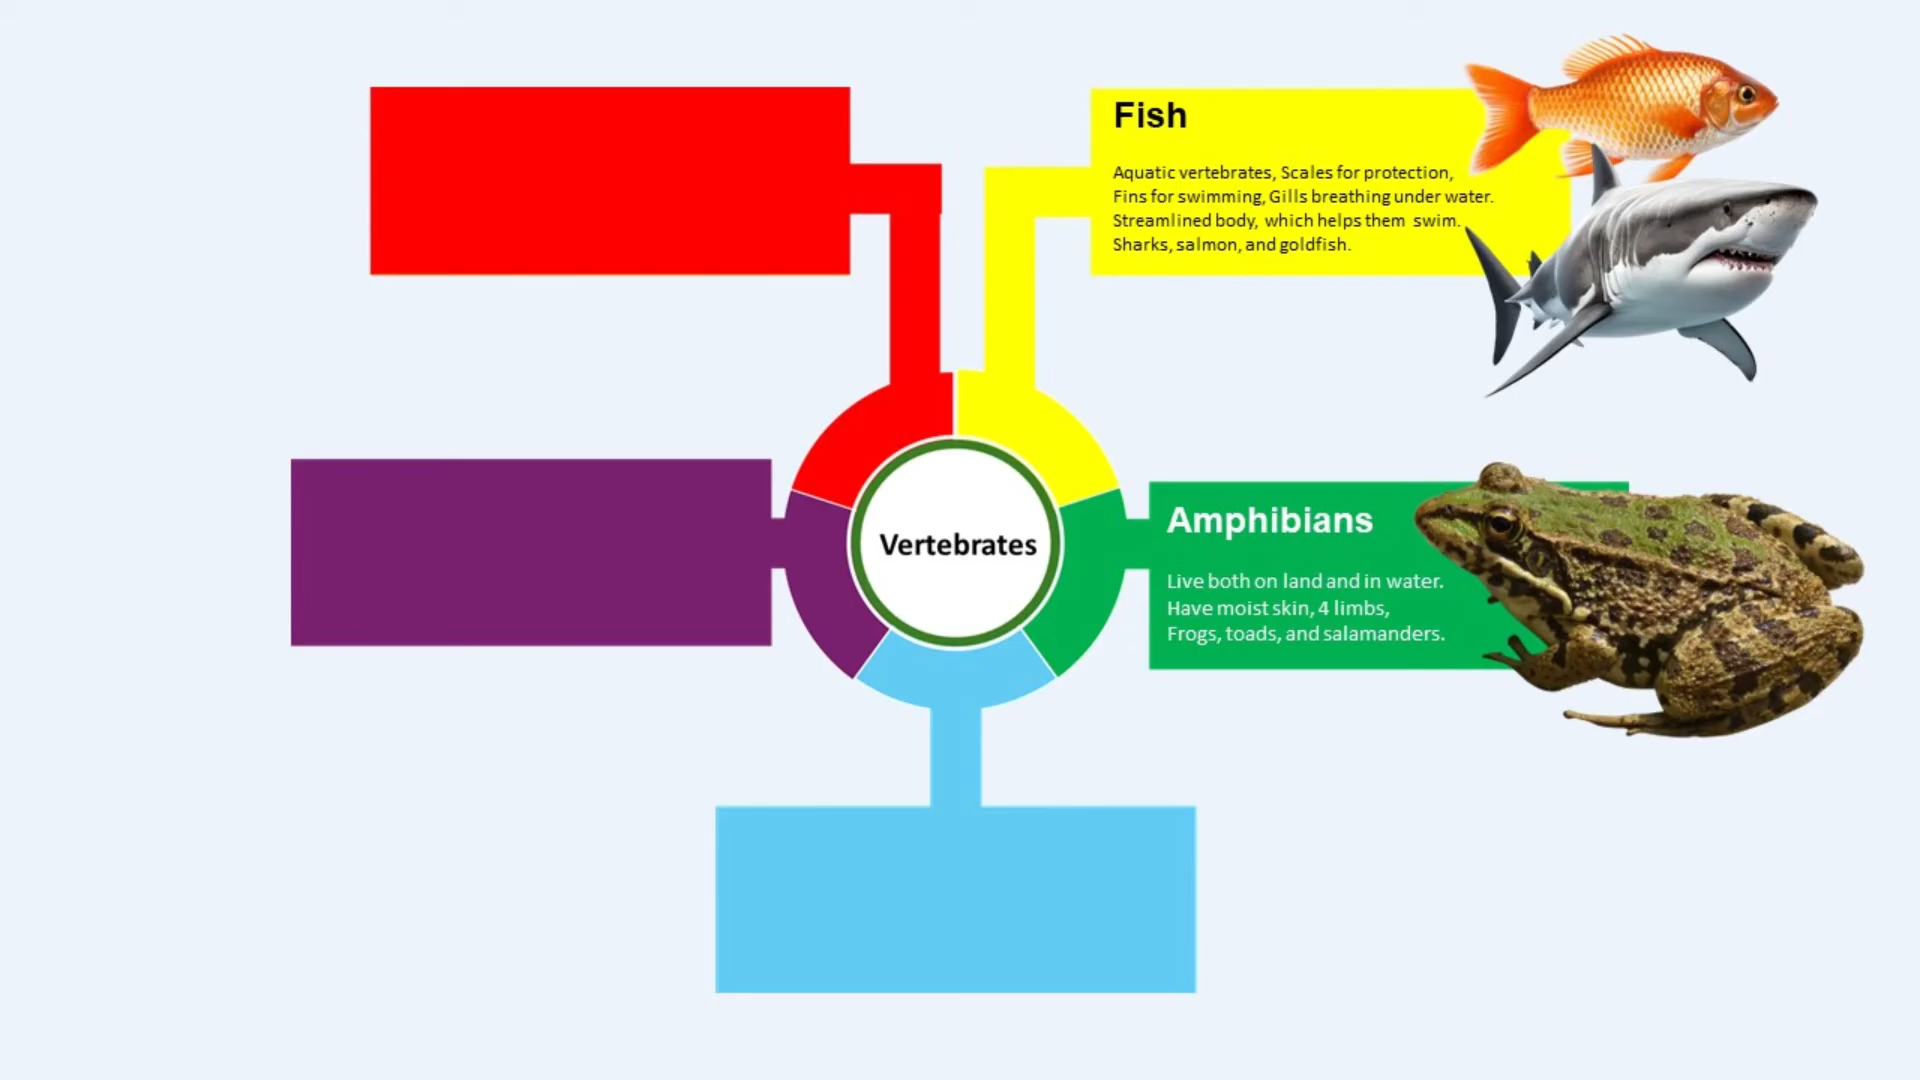 Fish
Aquatic vertebrates, Scales for protection,
Fins for swimming, Gills breathing under water.
Streamlined body, which helps them swim.
Sharks, salmon, and goldfish.
Vertebrates
Amphibians
Live both on land and in water.
Have moist skin, 4 limbs,
Frogs, toads, and salamanders.